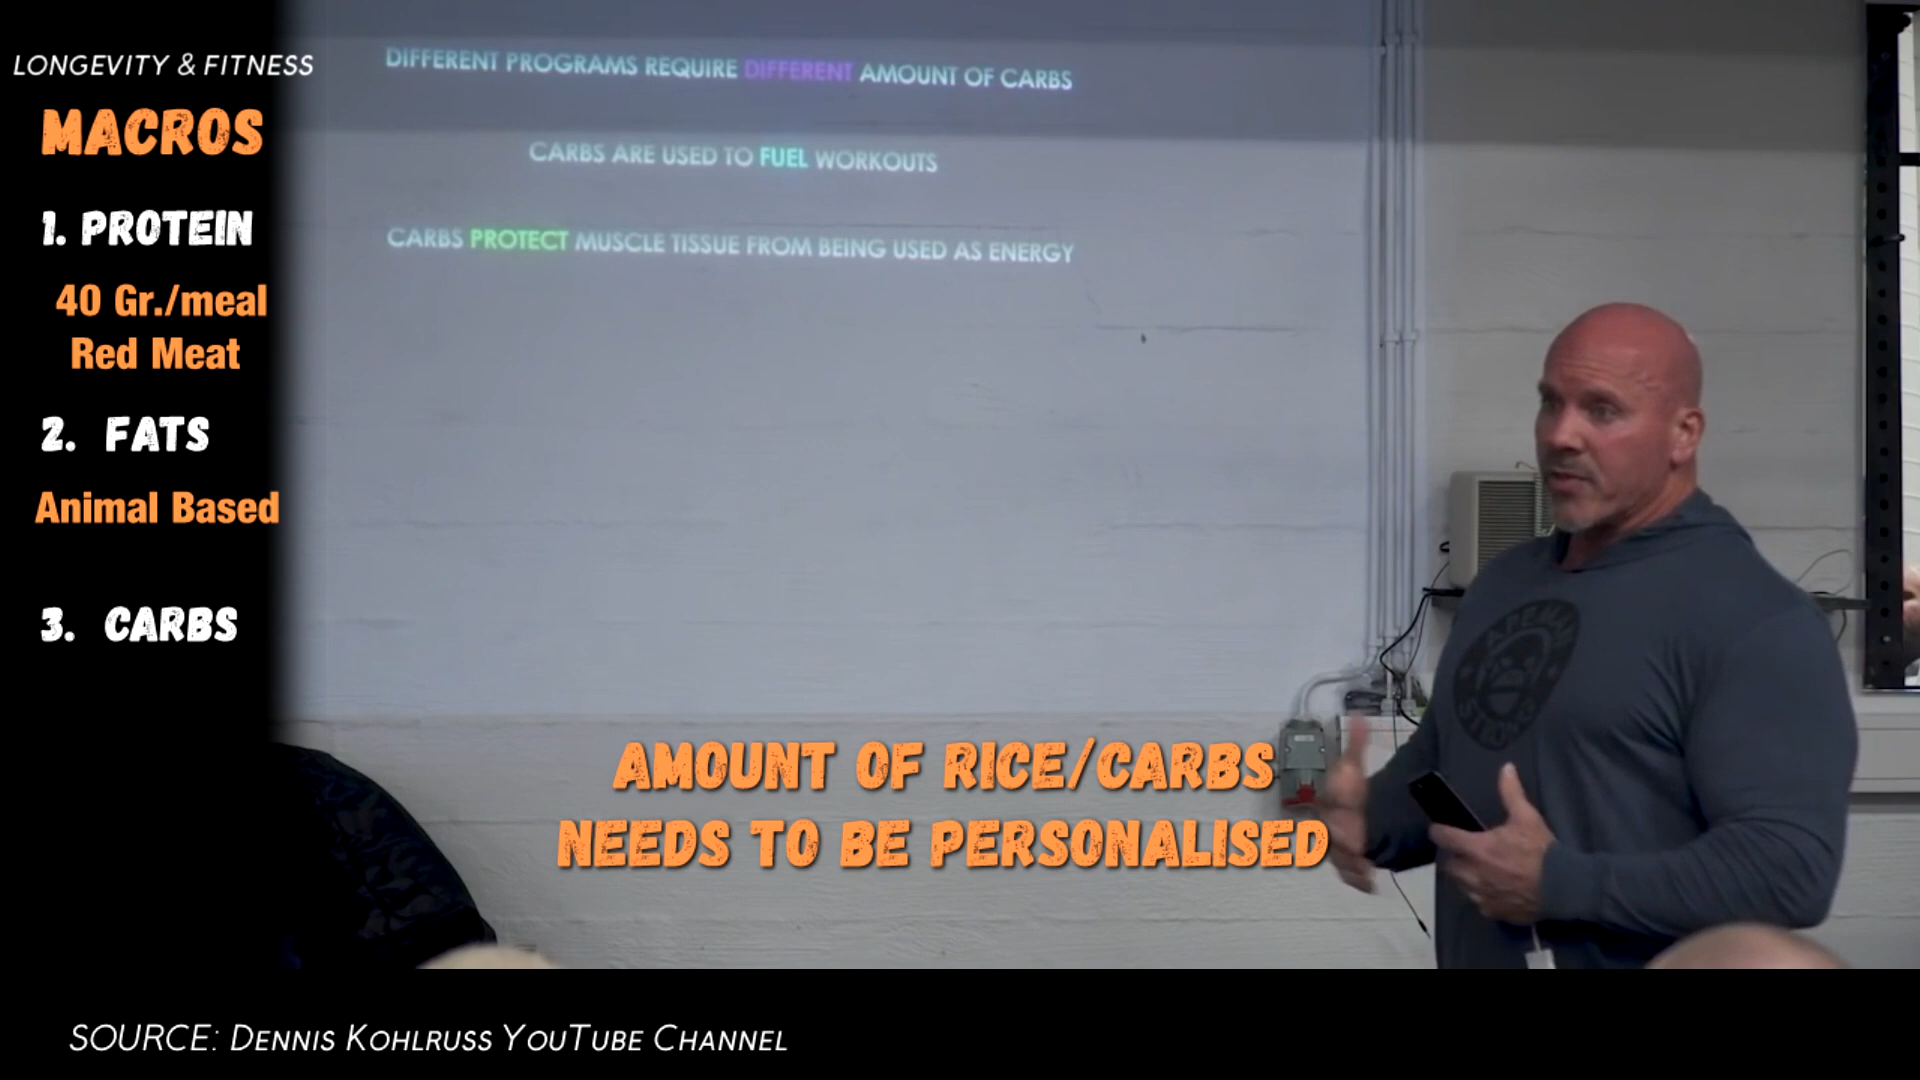 LONGEVITY & FITNESS
MACROS
1. PROTEIN
40 Gr./meal
Red Meat
2. FATS
Animal Based
3. CARBS
DIFFERENT PROGRAMS REQUIRE DIFFERENT AMOUNT OF CARBS
CARBS ARE USED TO FUEL WORKOUTS
CARBS PROTECT MUSCLE TISSUE FROM BEING USED AS ENERGY
APEMAN
STRONG
AMOUNT OF RICE/CARBS
NEEDS TO BE PERSONALISED
SOURCE: DENNIS KOHLRUSS YOUTUBE CHANNEL